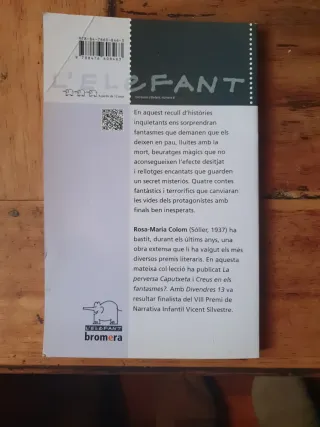 L'ELEFANT
En aquest recull d'històries
inquietants ens sorprendran
fantasmes que demanen que els
deixen en pau, lluites amb la
mort, beuratges màgics que no
aconsegueixen l'efecte desitjat
i rellotges encantats que guarden
un secret misteriós. Quatre contes
fantàstics i terrorífics que canviaran
les vides dels protagonistes amb
finals ben inesperats.
Rosa-Maria Colom (Sóller, 1937) ha
bastit, durant els últims anys, una
obra extensa que li ha valgut els més
diversos premis literaris. En aquesta
mateixa col·lecció ha publicat La
perversa Caputxeta i Creus en els
fantasmes?. Amb Divendres 13 va
resultar finalista del VIII Premi de
Narrativa Infantil Vicent Silvestre.
L'ELEFANT
bromera